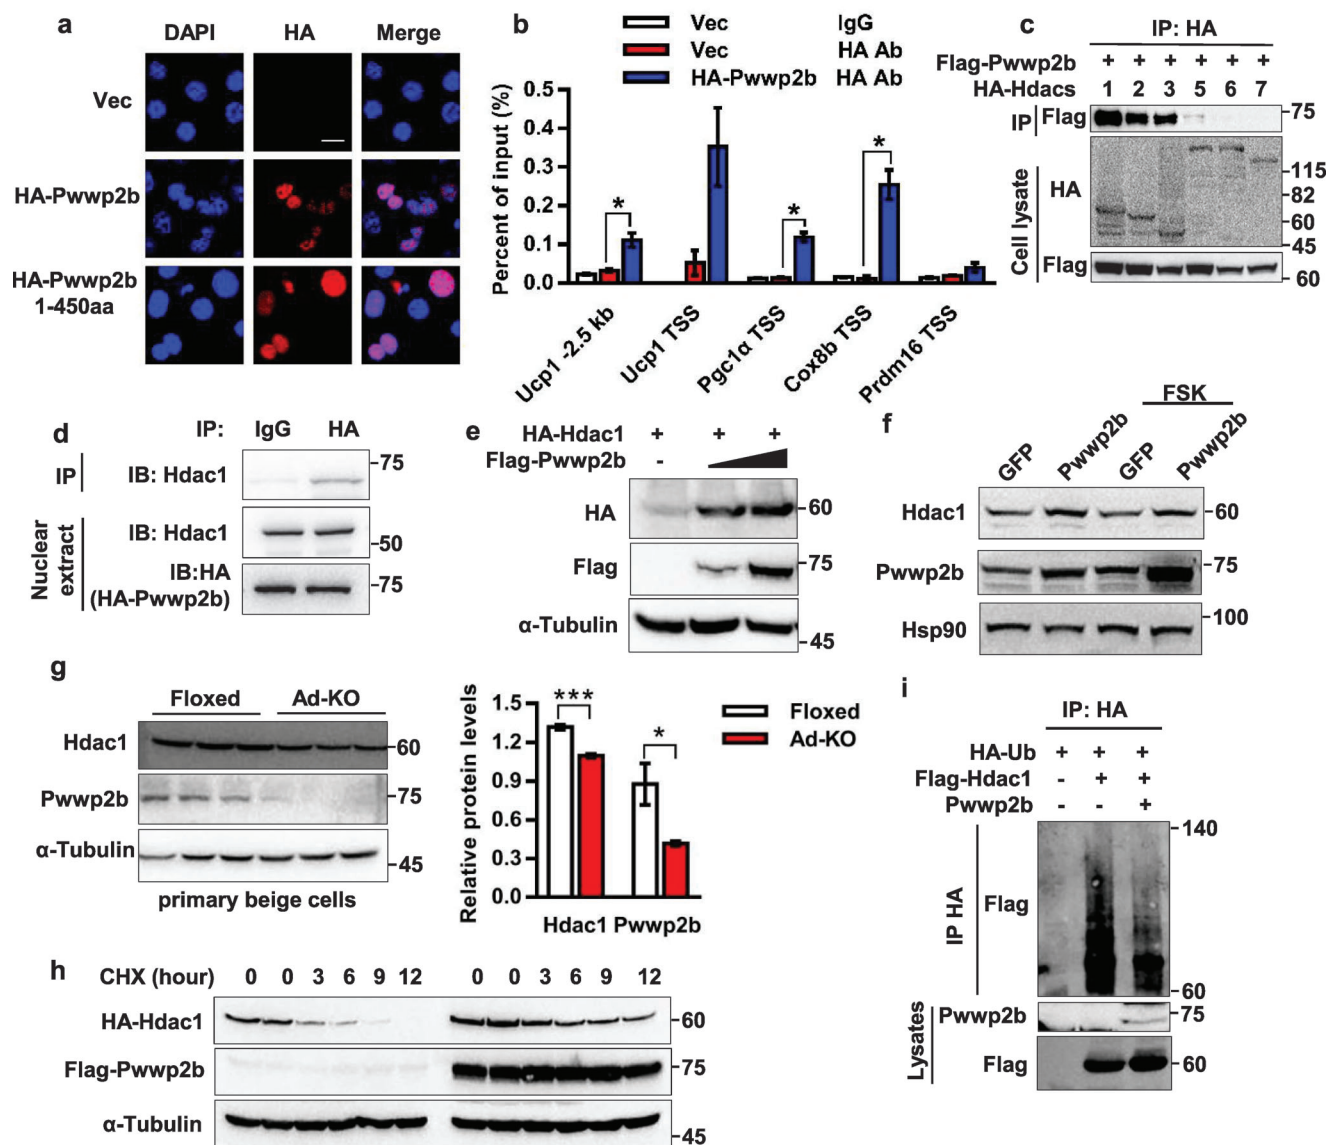 a
DAPI HA Merge
Vec
HA-Pwwp2b
HA-Pwwp2b
1-450aa
b
Vec IgG
Vec HA Ab
HA-Pwwp2b HA Ab
Percent of input (%)
0.5
0.4
0.3
0.2
0.1
0.0
* * *
Ucp1 -2.5 kb
Ucp1 TSS
Pgc1α TSS
Cox8b TSS
Prdm16 TSS
c
IP: HA
Flag-Pwwp2b + + + + + +
HA-Hdacs 1 2 3 5 6 7
IP Flag 75
Cell lysate
HA
115
82
60
45
Flag 60
d
IP: IgG HA
IP IB: Hdac1 75
Nuclear extract
IB: Hdac1 50
IB:HA
(HA-Pwwp2b) 75
e
HA-Hdac1 + + +
Flag-Pwwp2b -
HA 60
Flag 75
α-Tubulin 45
f
FSK
GFP Pwwp2b GFP Pwwp2b
Hdac1 60
Pwwp2b 75
Hsp90 100
g
Floxed Ad-KO
Hdac1 60
Pwwp2b 75
α-Tubulin 45
primary beige cells
Relative protein levels
1.5
1.2
0.9
0.6
0.3
0.0
*** *
Hdac1 Pwwp2b
Floxed
Ad-KO
h
CHX (hour) 0 0 3 6 9 12 0 0 3 6 9 12
HA-Hdac1 60
Flag-Pwwp2b 75
α-Tubulin 45
i
IP: HA
HA-Ub + + +
Flag-Hdac1 - + +
Pwwp2b - - +
IP HA
Flag
140
60
Lysates
Pwwp2b 75
Flag 60